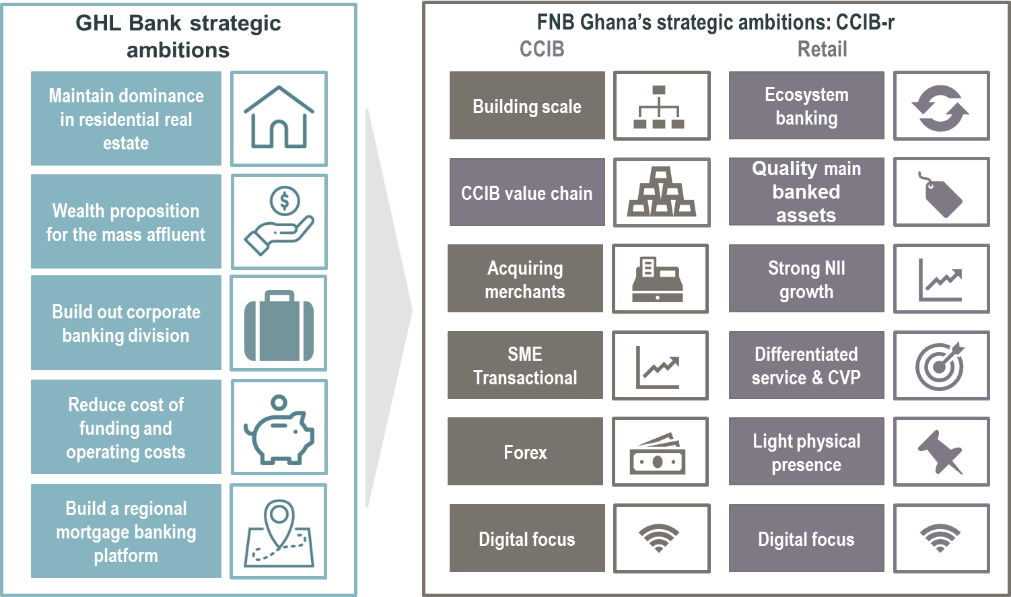 GHL Bank strategic
ambitions
Maintain dominance
in residential real
estate
$
Wealth proposition
for the mass affluent
Build out corporate
banking division
Reduce cost of
funding and
operating costs
Build a regional
mortgage banking
platform
FNB Ghana's strategic ambitions: CCIB-r
CCIB
Building scale
CCIB value chain
Acquiring
merchants
SME
Transactional
Forex
Digital focus
Retail
Ecosystem
banking
Quality main
banked
assets
Strong NII
growth
Differentiated
service & CVP
Light physical
presence
Digital focus